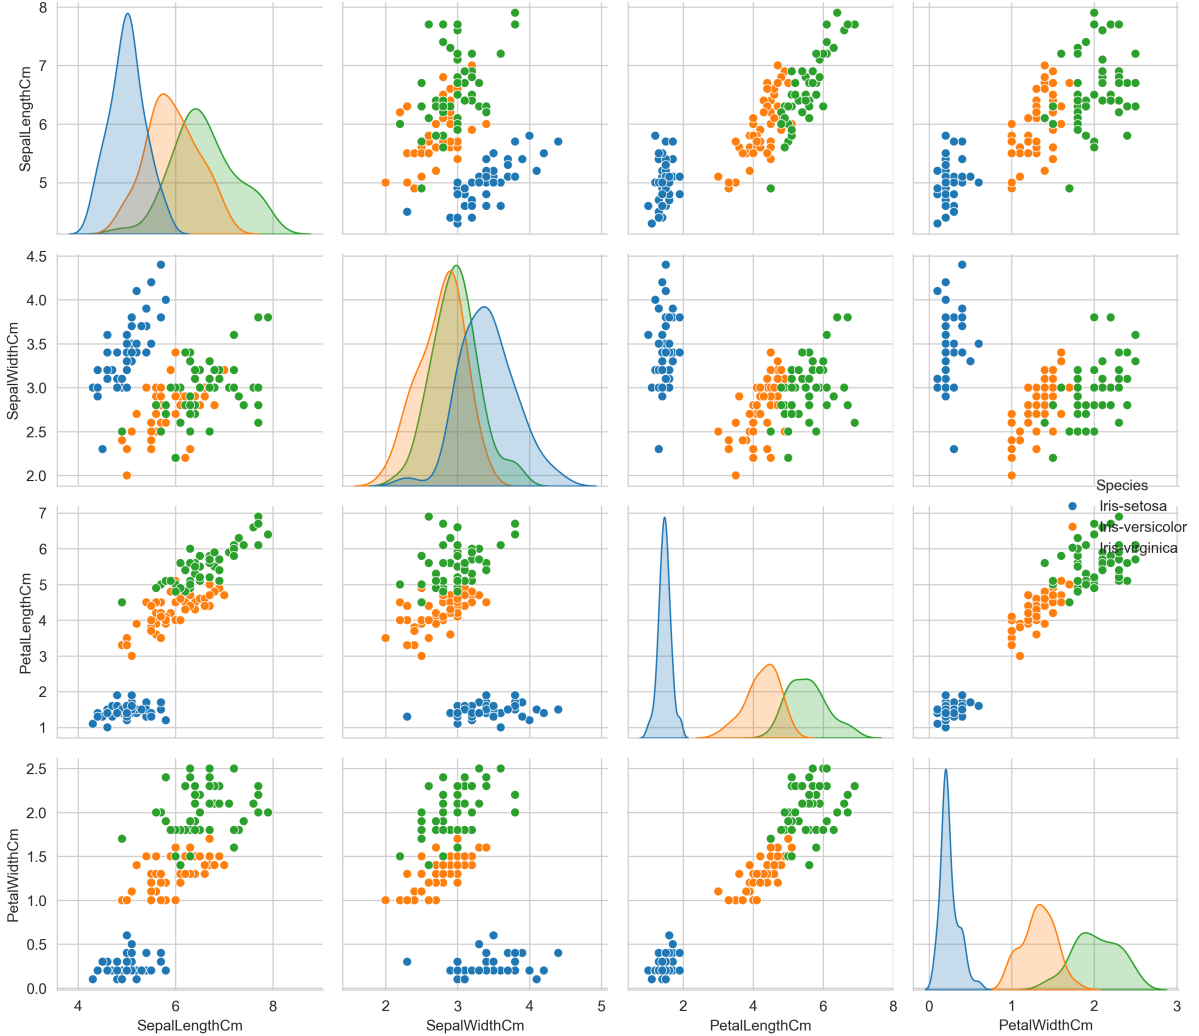 8
7
6
5
SepalLengthCm
4.5
4.0
3.5
3.0
2.5
2.0
SepalWidthCm
7
6
5
4
3
2
1
PetalLengthCm
Species
Iris-setosa
Iris-versicolor
Iris-virginica
2.5
2.0
1.5
1.0
0.5
0.0
PetalWidthCm
4 6 8
2 3 4 5
2 4 6 8
0 1 2 3
SepalLengthCm
SepalWidthCm
PetalLengthCm
PetalWidthCm